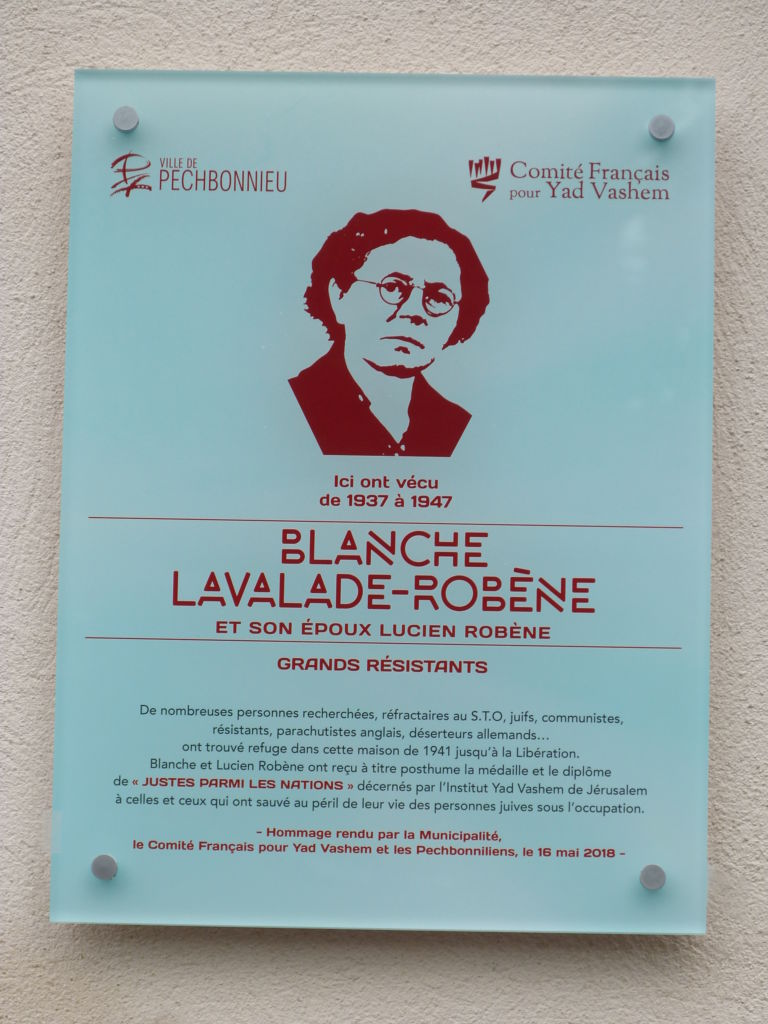 VILLE DE
PECHBONNIEU
Comité Français
pour Yad Vashem
Ici ont vécu
de 1937 à 1947
BLANCHE
LAVALADE-ROBÈNE
ET SON ÉPOUX LUCIEN ROBÈNE
GRANDS RÉSISTANTS
De nombreuses personnes recherchées, réfractaires au S.T.O, juifs, communistes,
résistants, parachutistes anglais, déserteurs allemands...
ont trouvé refuge dans cette maison de 1941 jusqu'à la Libération.
Blanche et Lucien Robène ont reçu à titre posthume la médaille et le diplôme
de « JUSTES PARMI LES NATIONS » décernés par l'Institut Yad Vashem de Jérusalem
à celles et ceux qui ont sauvé au péril de leur vie des personnes juives sous l'occupation.
- Hommage rendu par la Municipalité,
le Comité Français pour Yad Vashem et les Pechbonniliens, le 16 mai 2018 -